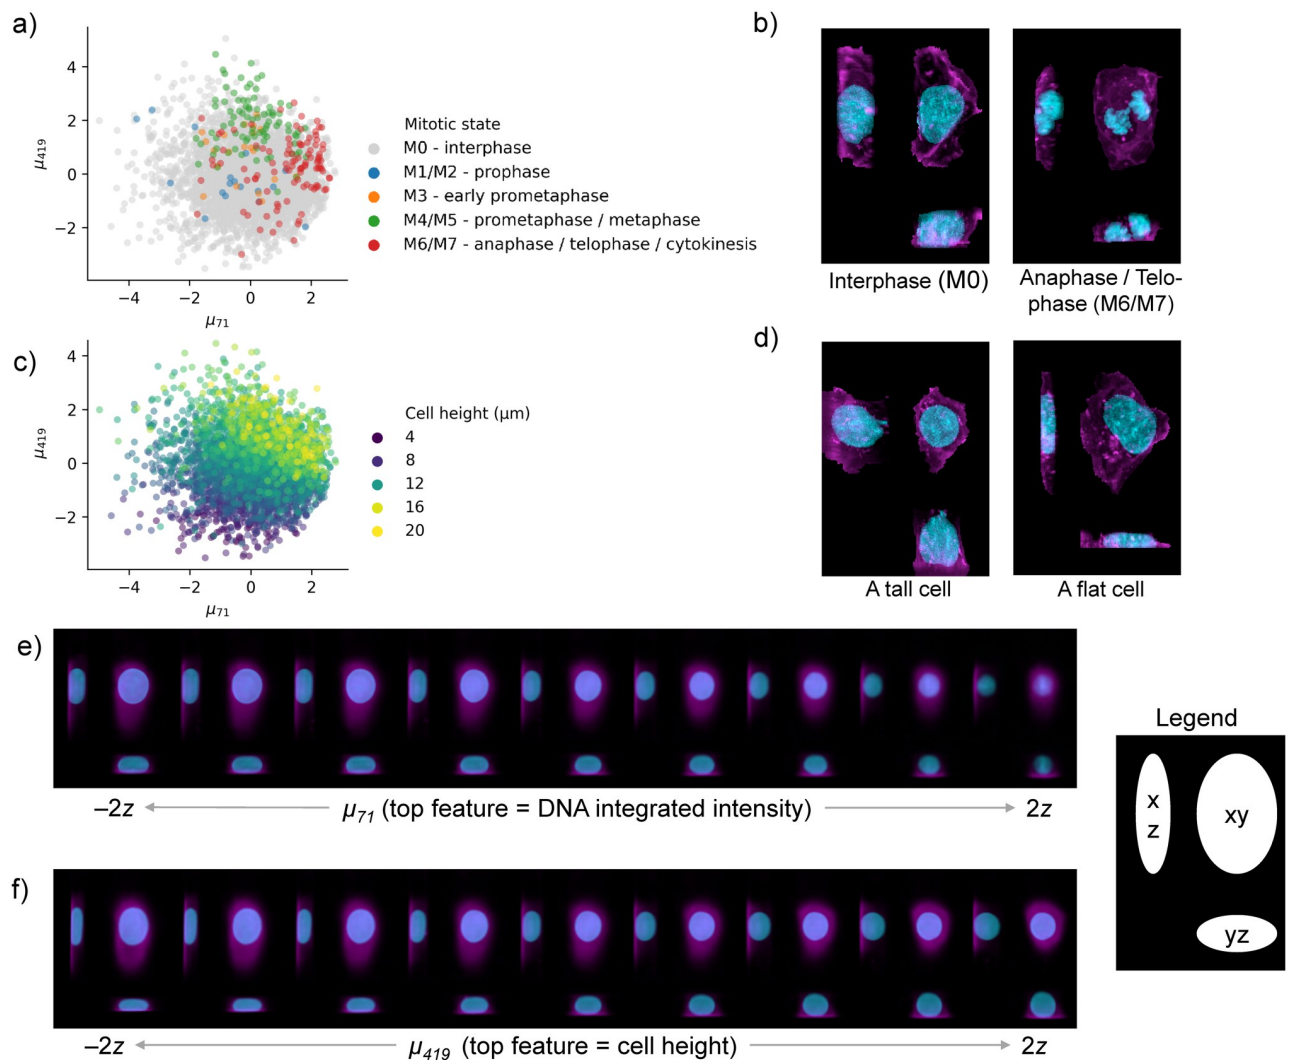 a)
μ419
4
2
0
−2
−4
−2
0
2
μ71
Mitotic state
M0 - interphase
M1/M2 - prophase
M3 - early prometaphase
M4/M5 - prometaphase / metaphase
M6/M7 - anaphase / telophase / cytokinesis
b)
Interphase (M0)
Anaphase / Telo-
phase (M6/M7)
c)
μ419
4
2
0
−2
−4
−2
0
2
μ71
Cell height (μm)
4
8
12
16
20
d)
A tall cell
A flat cell
e)
–2z
μ71 (top feature = DNA integrated intensity)
2z
f)
–2z
μ419 (top feature = cell height)
2z
Legend
x
z
xy
yz